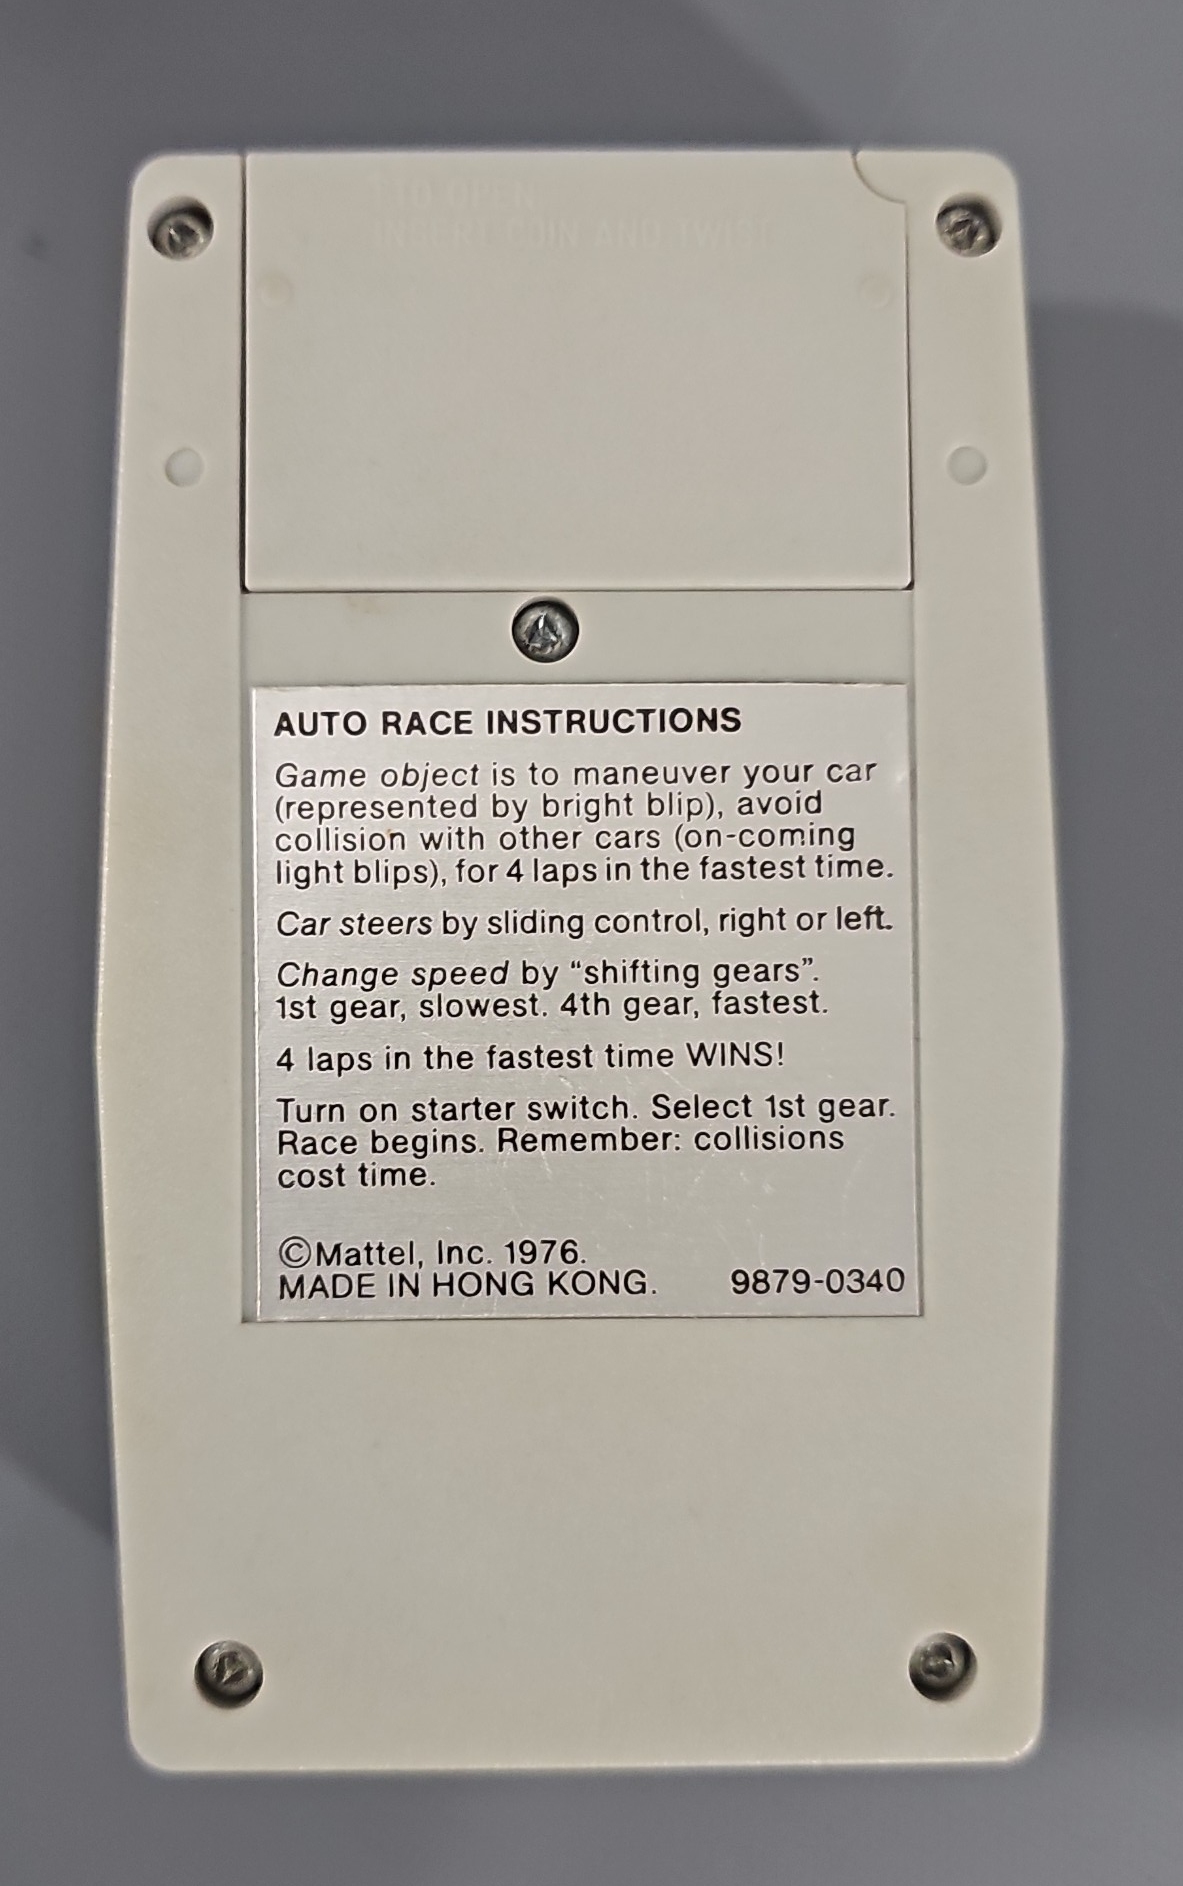 TO OPEN
INSERT COIN AND TWIST
AUTO RACE INSTRUCTIONS
Game object is to maneuver your car
(represented by bright blip), avoid
collision with other cars (on-coming
light blips), for 4 laps in the fastest time.
Car steers by sliding control, right or left.
Change speed by “shifting gears”.
1st gear, slowest. 4th gear, fastest.
4 laps in the fastest time WINS!
Turn on starter switch. Select 1st gear.
Race begins. Remember: collisions
cost time.
©Mattel, Inc. 1976.
MADE IN HONG KONG. 9879-0340